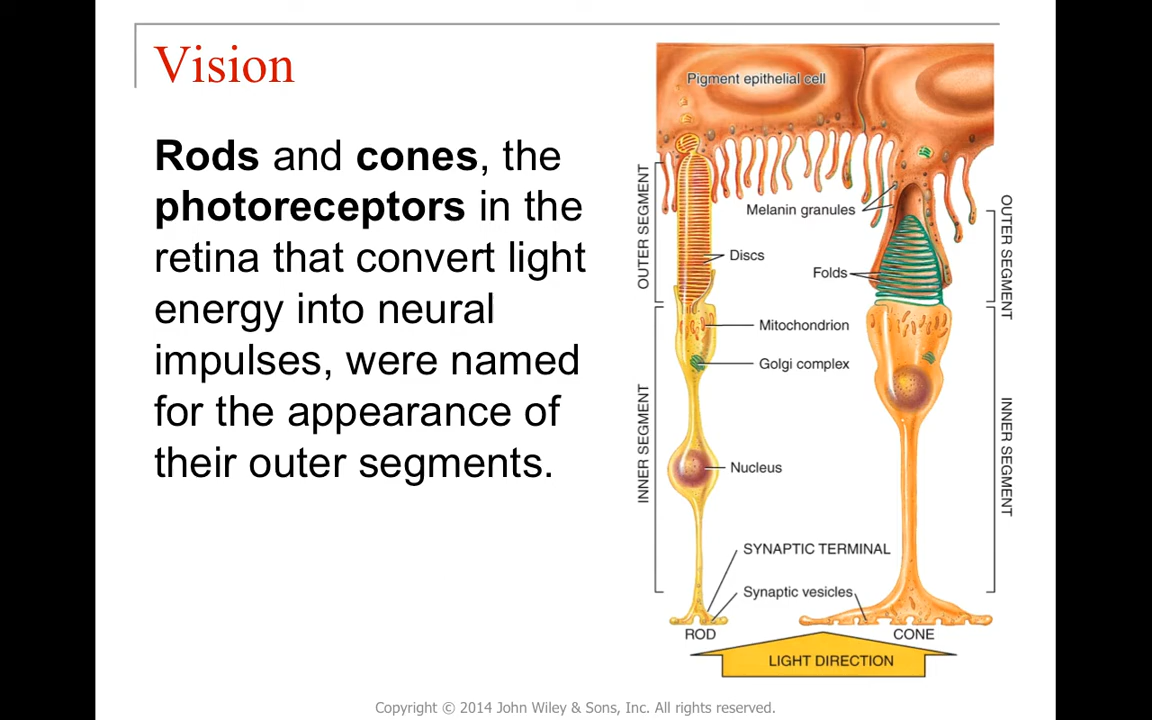 Vision
Rods and cones, the
photoreceptors in the
retina that convert light
energy into neural
impulses, were named
for the appearance of
their outer segments.
Pigment epithelial cell
OUTER SEGMENT
Melanin granules
OUTER SEGMENT
Discs
Folds
Mitochondrion
Golgi complex
INNER SEGMENT
INNER SEGMENT
Nucleus
SYNAPTIC TERMINAL
Synaptic vesicles
ROD
CONE
LIGHT DIRECTION
Copyright © 2014 John Wiley & Sons, Inc. All rights reserved.